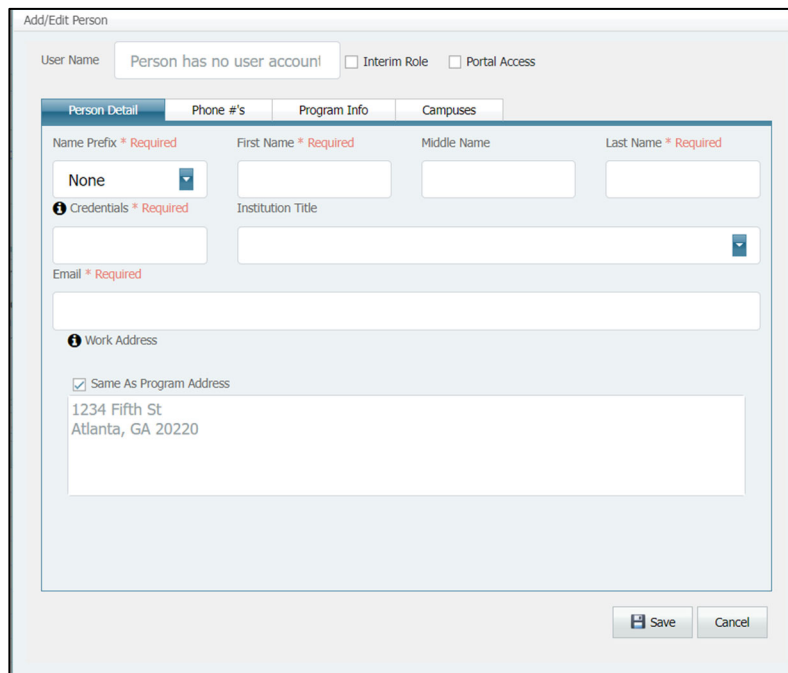 Add/Edit Person
User Name Person has no user account Interim Role Portal Access
Person Detail Phone #'s Program Info Campuses
Name Prefix * Required First Name * Required Middle Name Last Name * Required
None
Credentials * Required Institution Title
Email * Required
Work Address
Same As Program Address
1234 Fifth St
Atlanta, GA 20220
Save Cancel